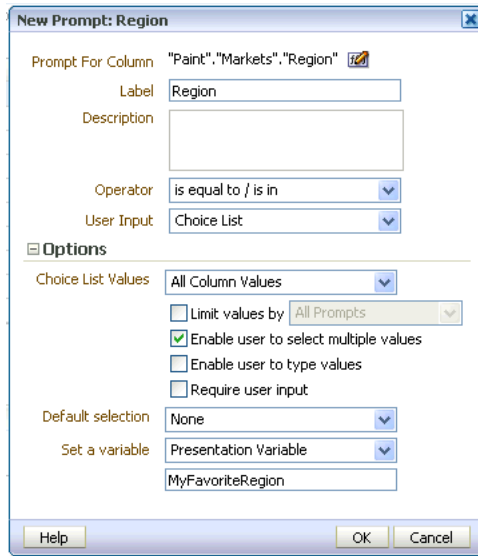 New Prompt: Region
Prompt For Column "Paint"."Markets"."Region"
Label Region
Description
Operator is equal to / is in
User Input Choice List
Options
Choice List Values All Column Values
Limit values by All Prompts
Enable user to select multiple values
Enable user to type values
Require user input
Default selection None
Set a variable Presentation Variable
MyFavoriteRegion
Help OK Cancel